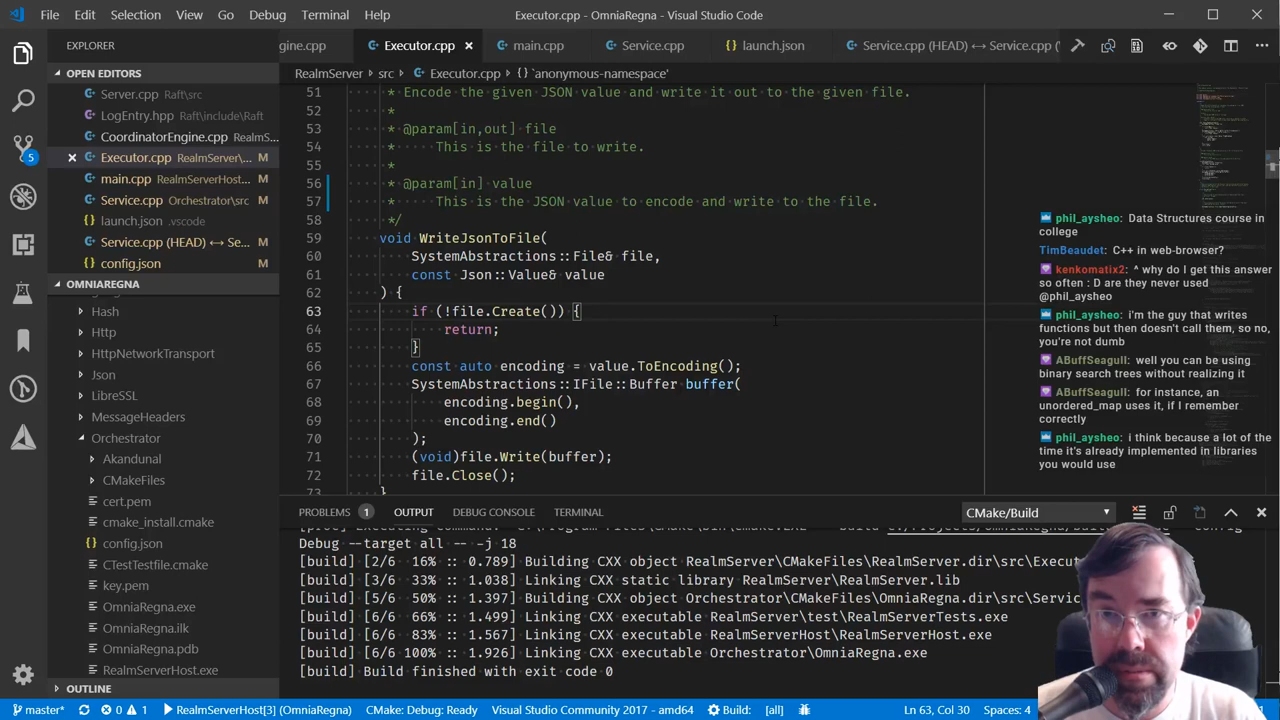 File Edit Selection View Go Debug Terminal Help
Executor.cpp - OmniaRegna - Visual Studio Code
EXPLORER
OPEN EDITORS
Server.cpp Raft\src
LogEntry.hpp Raft\include\Raft
CoordinatorEngine.cpp RealmS...
Executor.cpp RealmServer\... M
main.cpp RealmServerHost... M
Service.cpp Orchestrator\src M
launch.json .vscode
Service.cpp (HEAD) ↔ Se... M
config.json
OMNIAREGNA
Hash
Http
HttpNetworkTransport
Json
LibreSSL
MessageHeaders
Orchestrator
Akandunal
CMakeFiles
cert.pem
cmake_install.cmake
config.json
CTestTestfile.cmake
key.pem
OmniaRegna.exe
OmniaRegna.ilk
OmniaRegna.pdb
RealmServerHost.exe
OUTLINE
5
gine.cpp Executor.cpp main.cpp Service.cpp launch.json Service.cpp (HEAD) ↔ Service.cpp ('
RealmServer › src › Executor.cpp › {} `anonymous-namespace'
51 * Encode the given JSON value and write it out to the given file.
52 *
53 * @param[in,out] file
54 * This is the file to write.
55 *
56 * @param[in] value
57 * This is the JSON value to encode and write to the file.
58 */
59 void WriteJsonToFile(
60 SystemAbstractions::File& file,
61 const Json::Value& value
62 ) {
63 if (!file.Create()) {
64 return;
65 }
66 const auto encoding = value.ToEncoding();
67 SystemAbstractions::IFile::Buffer buffer(
68 encoding.begin(),
69 encoding.end()
70 );
71 (void)file.Write(buffer);
72 file.Close();
73 }
phil_aysheo: Data Structures course in
college
TimBeaudet: C++ in web-browser?
kenkomatix2: ^ why do I get this answer
so often : D are they never used
@phil_aysheo
phil_aysheo: i'm the guy that writes
functions but then doesn't call them, so no,
you're not dumb
ABuffSeagull: well you can be using
binary search trees without realizing it
ABuffSeagull: for instance, an
unordered_map uses it, if I remember
correctly
phil_aysheo: i think because a lot of the
time it's already implemented in libraries
you would use
PROBLEMS 1 OUTPUT DEBUG CONSOLE TERMINAL CMake/Build
Debug --target all -- -j 18
[build] [2/6 16% :: 0.789] Building CXX object RealmServer\CMakeFiles\RealmServer.dir\src\Execu
[build] [3/6 33% :: 1.038] Linking CXX static library RealmServer\RealmServer.lib
[build] [5/6 50% :: 1.397] Building CXX object Orchestrator\CMakeFiles\OmniaRegna.dir\src\Servic
[build] [6/6 66% :: 1.499] Linking CXX executable RealmServer\test\RealmServerTests.exe
[build] [6/6 83% :: 1.567] Linking CXX executable RealmServerHost\RealmServerHost.exe
[build] [6/6 100% :: 1.926] Linking CXX executable Orchestrator\OmniaRegna.exe
[build] Build finished with exit code 0
master* 0 1 RealmServerHost[3] (OmniaRegna) CMake: Debug: Ready Visual Studio Community 2017 - amd64 Build: [all] Ln 63, Col 30 Spaces: 4